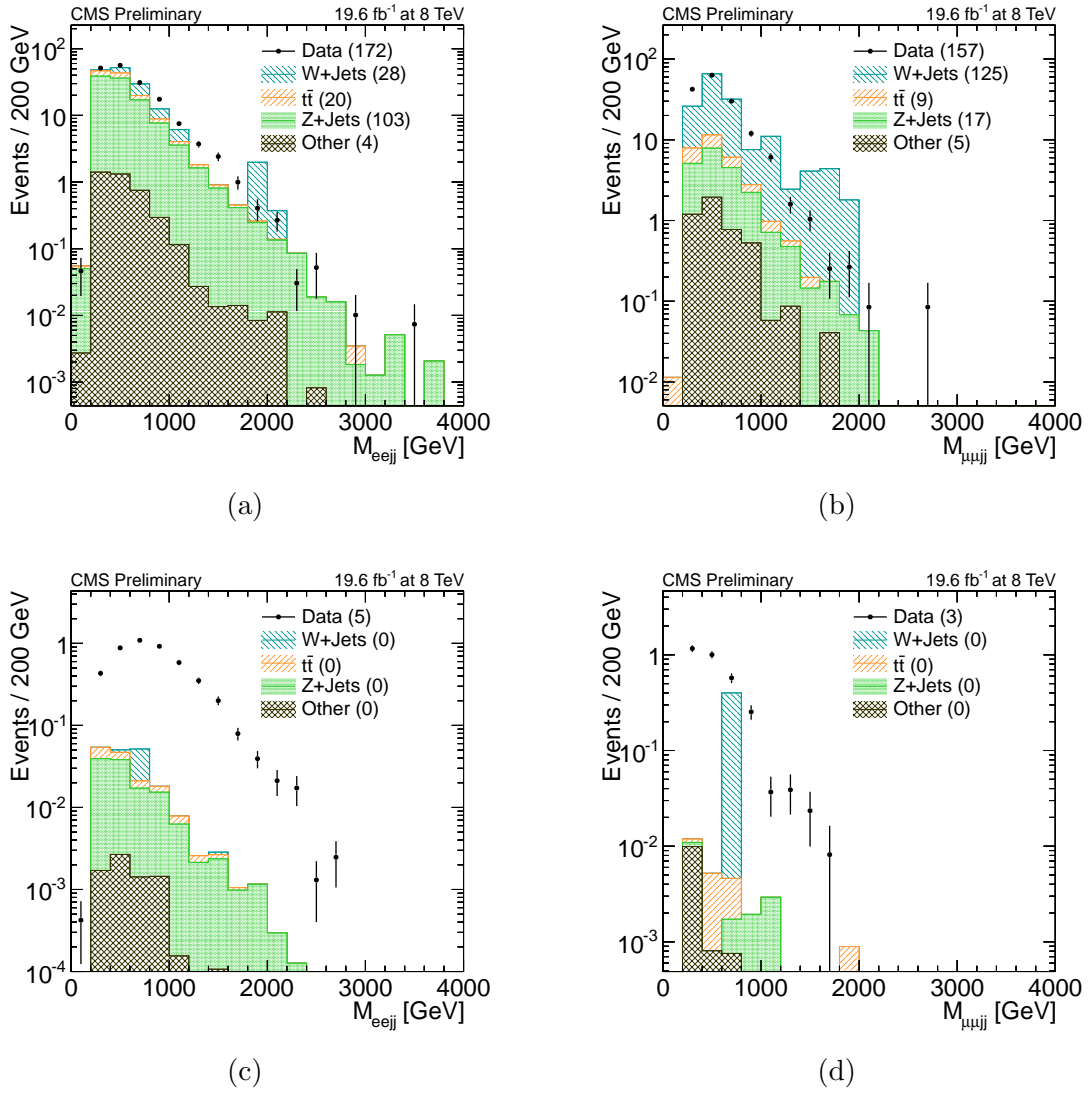 CMS Preliminary 19.6 fb⁻¹ at 8 TeV
Events / 200 GeV
10²
10
1
10⁻¹
10⁻²
10⁻³
Data (172)
W+Jets (28)
tt̄ (20)
Z+Jets (103)
Other (4)
0 1000 2000 3000 4000
M_eejj [GeV]
(a)
CMS Preliminary 19.6 fb⁻¹ at 8 TeV
Events / 200 GeV
10²
10
1
10⁻¹
10⁻²
Data (157)
W+Jets (125)
tt̄ (9)
Z+Jets (17)
Other (5)
0 1000 2000 3000 4000
M_μμjj [GeV]
(b)
CMS Preliminary 19.6 fb⁻¹ at 8 TeV
Events / 200 GeV
1
10⁻¹
10⁻²
10⁻³
10⁻⁴
Data (5)
W+Jets (0)
tt̄ (0)
Z+Jets (0)
Other (0)
0 1000 2000 3000 4000
M_eejj [GeV]
(c)
CMS Preliminary 19.6 fb⁻¹ at 8 TeV
Events / 200 GeV
1
10⁻¹
10⁻²
10⁻³
Data (3)
W+Jets (0)
tt̄ (0)
Z+Jets (0)
Other (0)
0 1000 2000 3000 4000
M_μμjj [GeV]
(d)